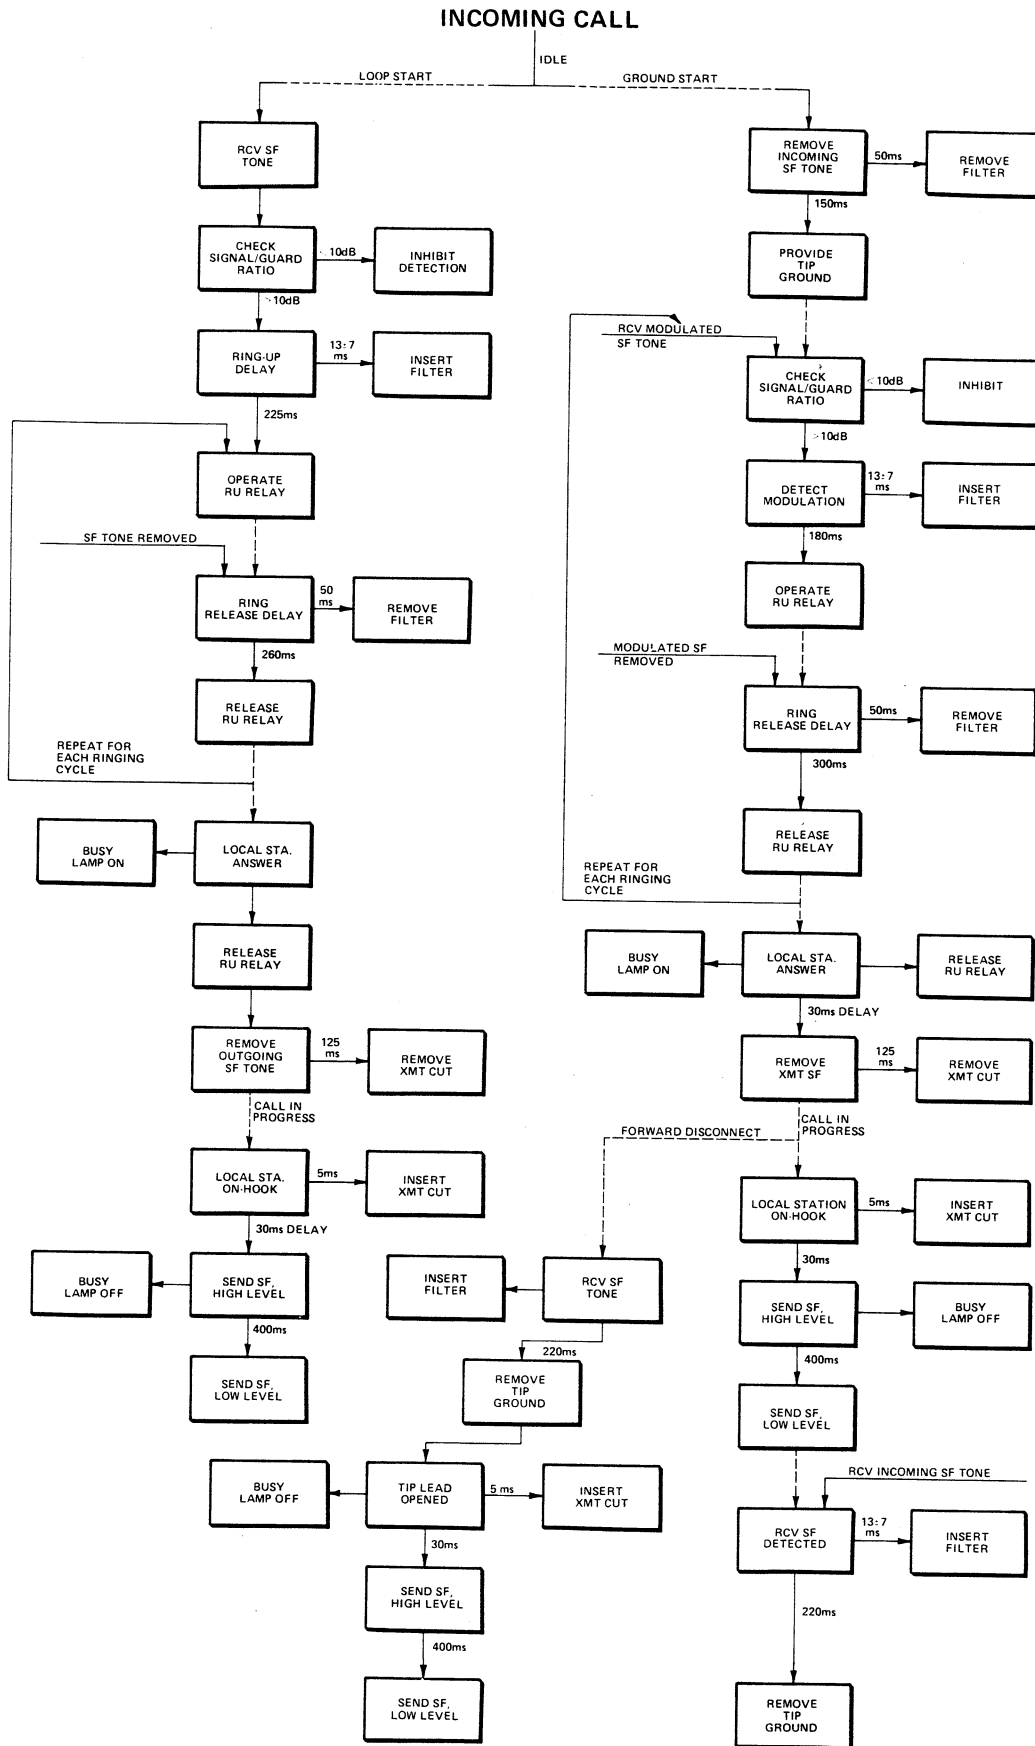 INCOMING CALL
IDLE
LOOP START
GROUND START
RCV SF
TONE
CHECK
SIGNAL/GUARD
RATIO
10dB
INHIBIT
DETECTION
>10dB
RING-UP
DELAY
13±7
ms
INSERT
FILTER
225ms
OPERATE
RU RELAY
SF TONE REMOVED
RING
RELEASE DELAY
50
ms
REMOVE
FILTER
260ms
RELEASE
RU RELAY
REPEAT FOR
EACH RINGING
CYCLE
BUSY
LAMP ON
LOCAL STA.
ANSWER
RELEASE
RU RELAY
REMOVE
OUTGOING
SF TONE
125
ms
REMOVE
XMT CUT
CALL IN
PROGRESS
LOCAL STA.
ON-HOOK
5ms
INSERT
XMT CUT
30ms DELAY
BUSY
LAMP OFF
SEND SF,
HIGH LEVEL
400ms
SEND SF,
LOW LEVEL
REMOVE
INCOMING
SF TONE
50ms
REMOVE
FILTER
150ms
PROVIDE
TIP
GROUND
RCV MODULATED
SF TONE
CHECK
SIGNAL/GUARD
RATIO
<10dB
INHIBIT
>10dB
DETECT
MODULATION
13±7
ms
INSERT
FILTER
180ms
OPERATE
RU RELAY
MODULATED SF
REMOVED
RING
RELEASE DELAY
50ms
REMOVE
FILTER
300ms
RELEASE
RU RELAY
REPEAT FOR
EACH RINGING
CYCLE
BUSY
LAMP ON
LOCAL STA.
ANSWER
RELEASE
RU RELAY
30ms DELAY
REMOVE
XMT SF
125
ms
REMOVE
XMT CUT
CALL IN
PROGRESS
FORWARD DISCONNECT
LOCAL STATION
ON-HOOK
5ms
INSERT
XMT CUT
30ms
SEND SF,
HIGH LEVEL
BUSY
LAMP OFF
400ms
SEND SF,
LOW LEVEL
RCV INCOMING SF TONE
RCV SF
DETECTED
13±7
ms
INSERT
FILTER
220ms
REMOVE
TIP
GROUND
INSERT
FILTER
RCV SF
TONE
220ms
REMOVE
TIP
GROUND
BUSY
LAMP OFF
TIP LEAD
OPENED
5 ms
INSERT
XMT CUT
30ms
SEND SF,
HIGH LEVEL
400ms
SEND SF,
LOW LEVEL